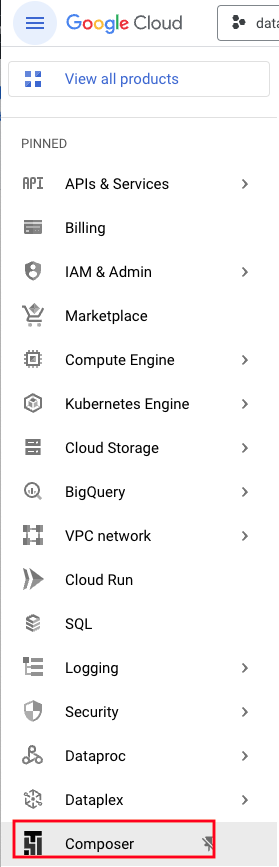 Google Cloud
data
View all products
PINNED
API
APIs & Services
Billing
IAM & Admin
Marketplace
Compute Engine
Kubernetes Engine
Cloud Storage
BigQuery
VPC network
Cloud Run
SQL
Logging
Security
Dataproc
Dataplex
Composer